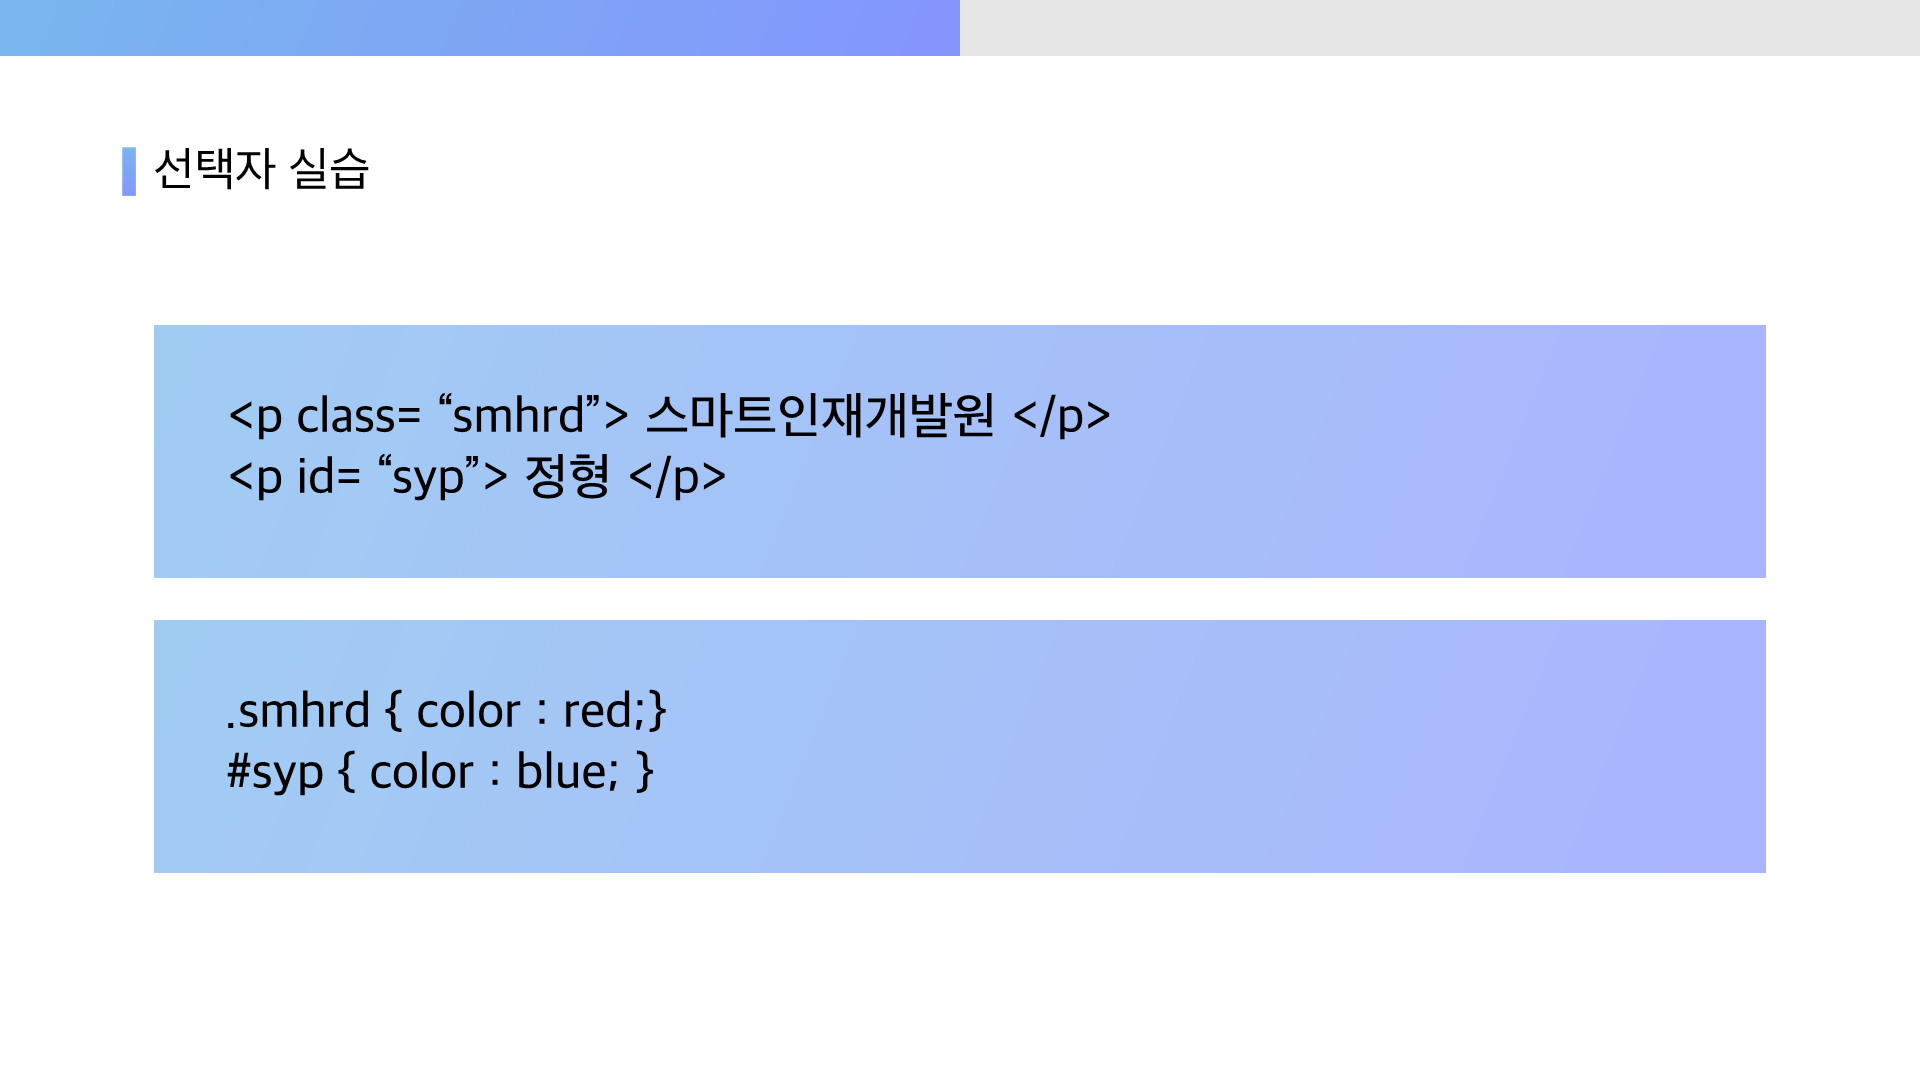 선택자 실습
<p class= “smhrd”> 스마트인재개발원 </p>
<p id= “syp”> 정형 </p>
.smhrd { color : red;}
#syp { color : blue; }